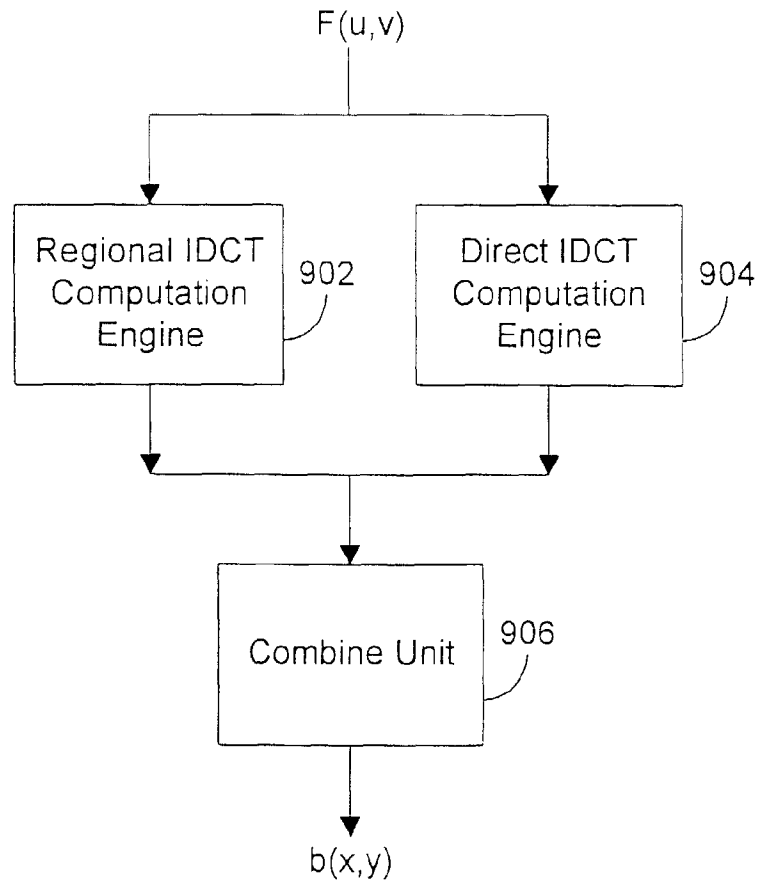 F(u,v)
Regional IDCT
Computation
Engine
902
Direct IDCT
Computation
Engine
904
Combine Unit
906
b(x,y)